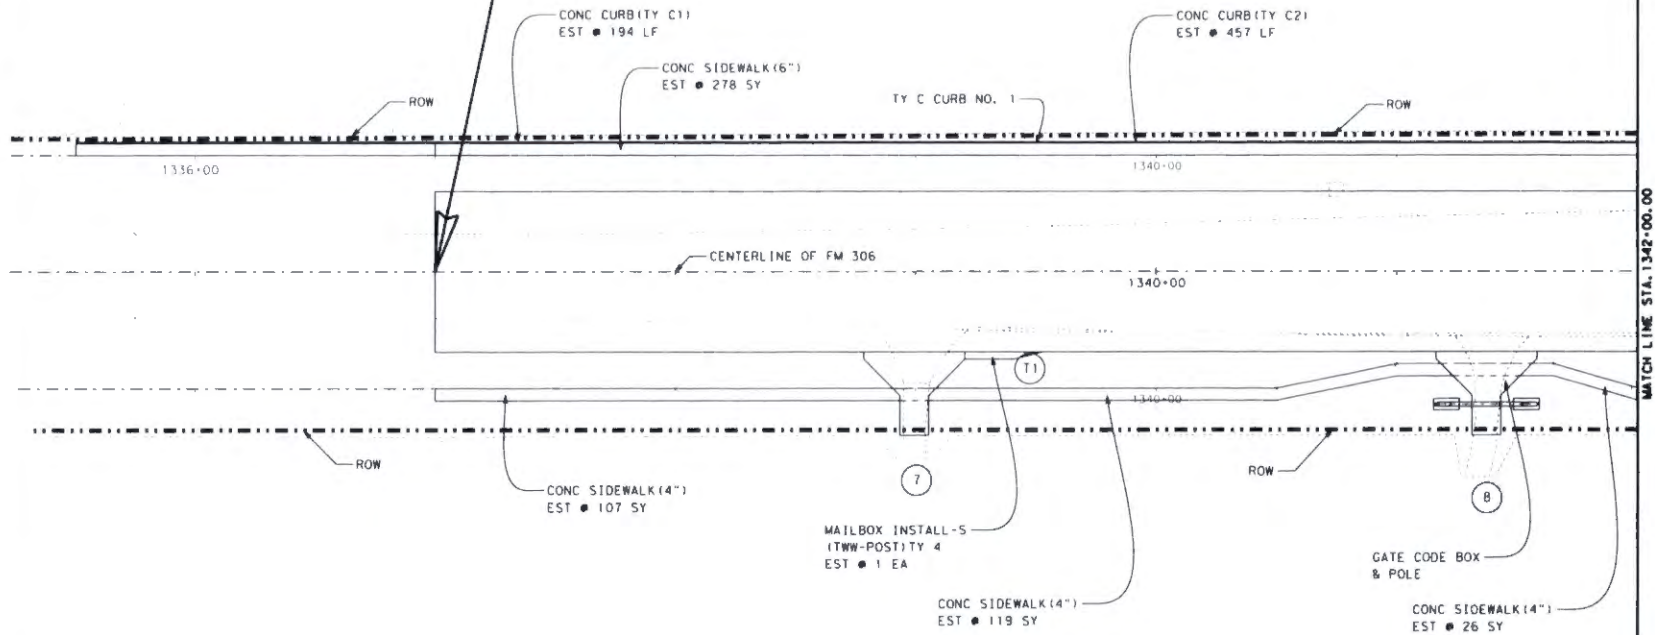 CONC CURB(TY C1)
EST @ 194 LF
CONC CURB(TY C2)
EST @ 457 LF
CONC SIDEWALK(6")
EST @ 278 SY
ROW
TY C CURB NO. 1
ROW
1336+00
1340+00
CENTERLINE OF FM 306
1340+00
MATCH LINE STA.1342+00.00
T1
1340+00
ROW
CONC SIDEWALK(4")
EST @ 107 SY
7
ROW
8
MAILBOX INSTALL-S
(TWW-POST)TY 4
EST @ 1 EA
GATE CODE BOX
& POLE
CONC SIDEWALK(4")
EST @ 119 SY
CONC SIDEWALK(4")
EST @ 26 SY